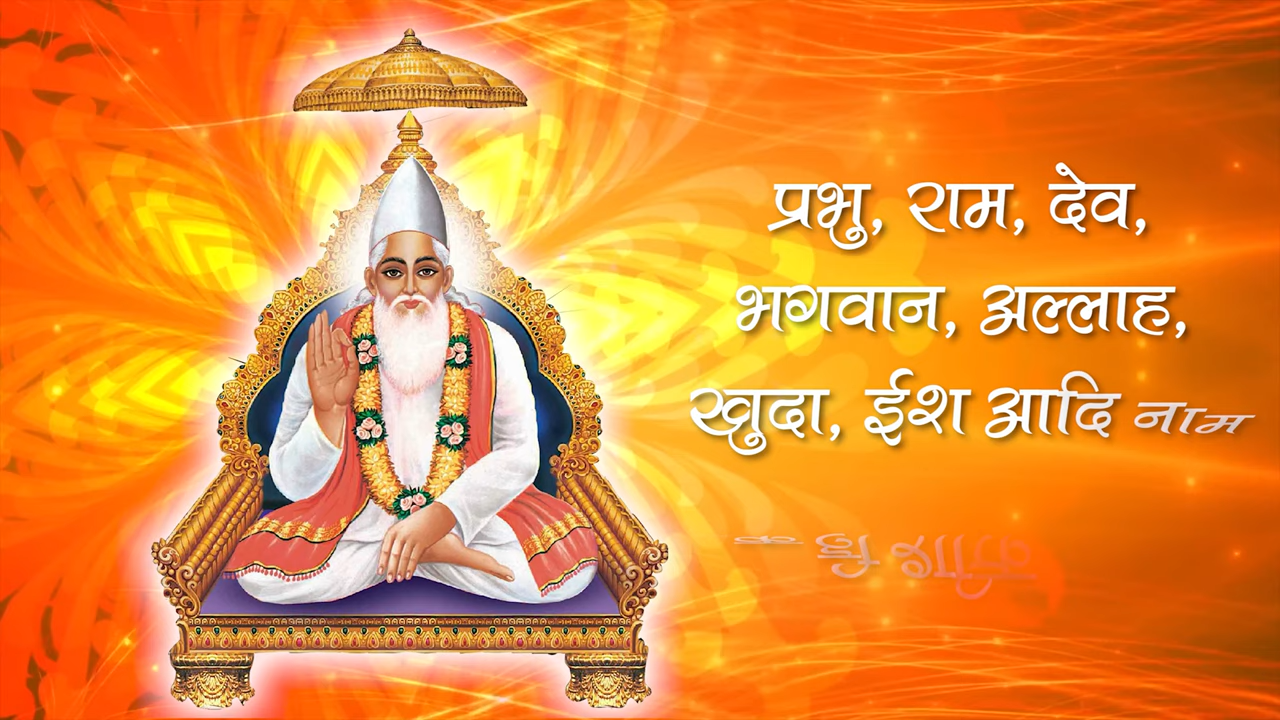 प्रभु, राम, देव,
भगवान, अल्लाह,
खुदा, ईश आदि नाम